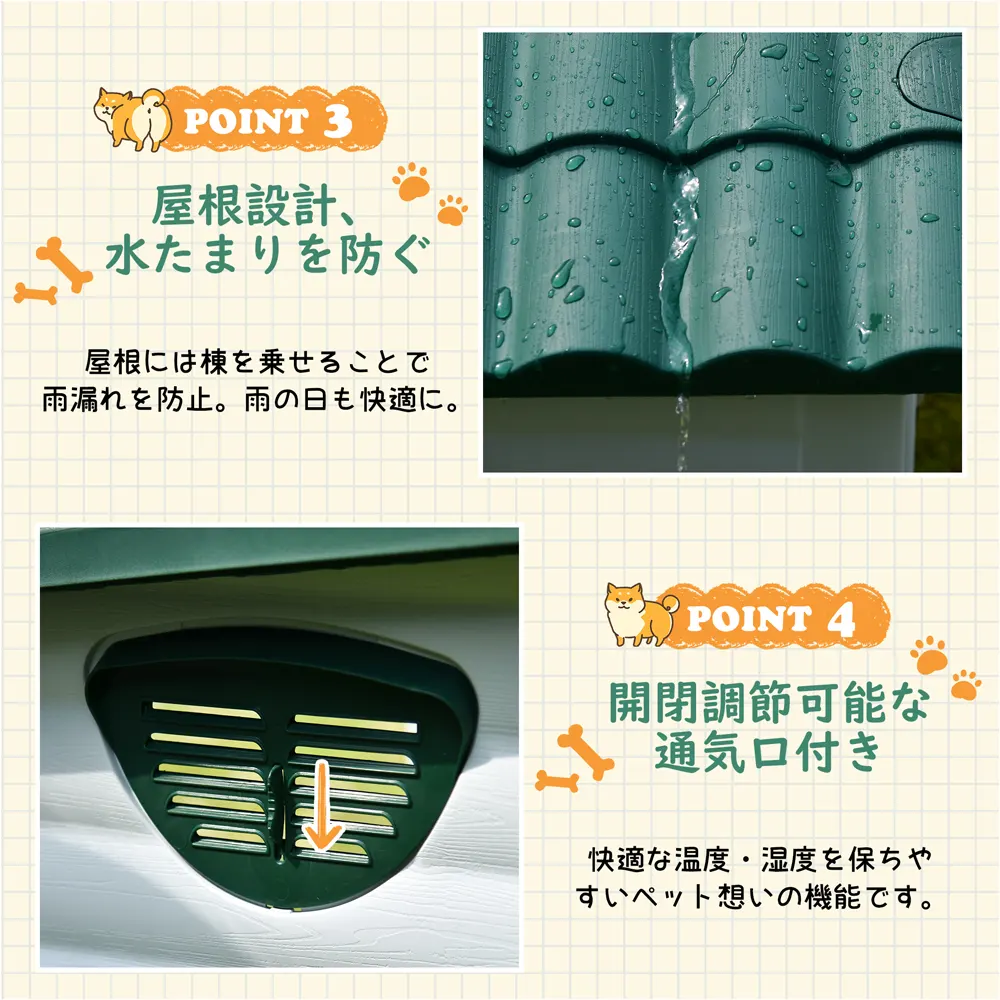 POINT 3
屋根設計、
水たまりを防ぐ
屋根には棟を乗せることで
雨漏れを防止。雨の日も快適に。
POINT 4
開閉調節可能な
通気口付き
快適な温度・湿度を保ちや
すいペット想いの機能です。